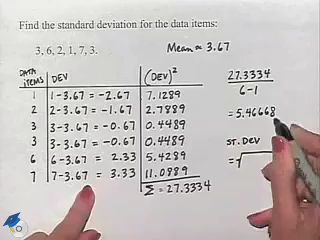 Find the standard deviation for the data items:
3, 6, 2, 1, 7, 3.
Mean ≈ 3.67
DATA ITEMS DEV (DEV)²
1 1-3.67 = -2.67 7.1289
2 2-3.67 = -1.67 2.7889
3 3-3.67 = -0.67 0.4489
3 3-3.67 = -0.67 0.4489
6 6-3.67 = 2.33 5.4289
7 7-3.67 = 3.33 11.0889
Σ = 27.3334
27.3334
6-1
= 5.46668
ST. DEV
= √